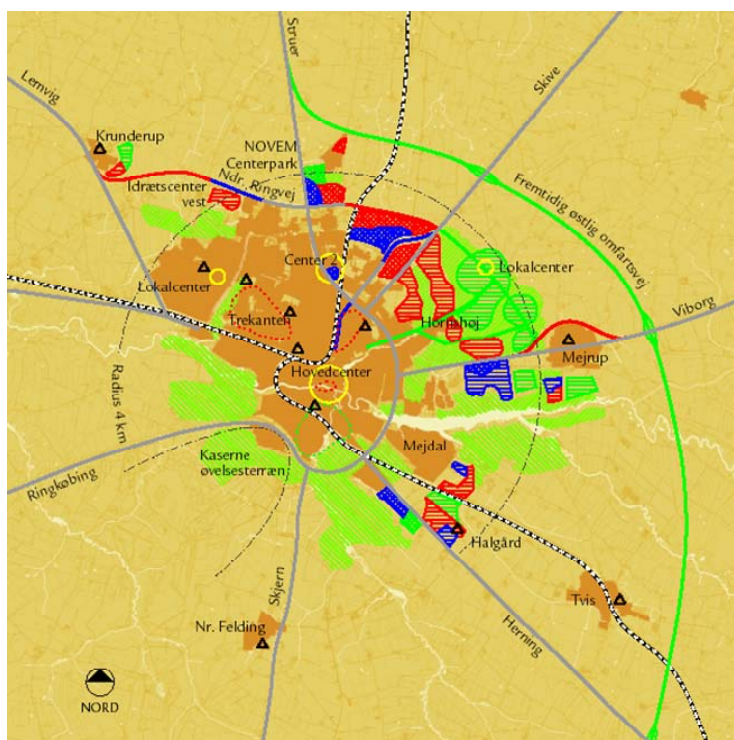 Struer
Lemvig
Skive
Krunderup
NOVEM
Centerpark
Ndr. Ringvej
Idrætscenter
vest
Fremtidig østlig omfartsvej
Center 2
Lokalcenter
Lokalcenter
Viborg
Trekanten
Hornshøj
Mejrup
Radius 4 km
Hovedcenter
Mejdal
Kaserne
øvelsesterræn
Ringkøbing
Halgård
Skjern
Tvis
Nr. Felding
Herning
NORD